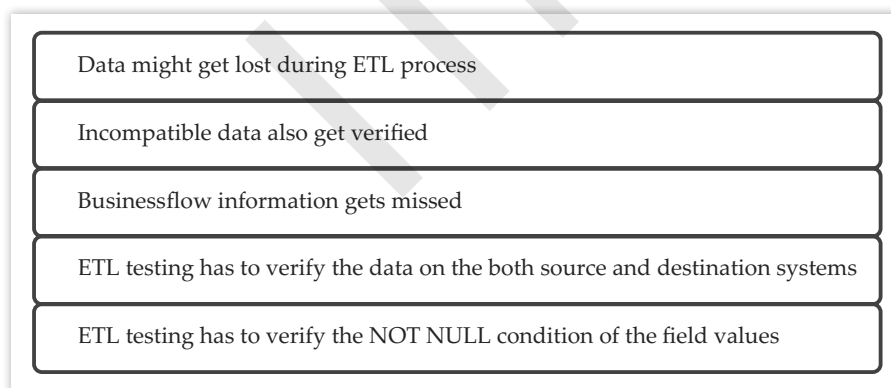 Data might get lost during ETL process
Incompatible data also get verified
Businessflow information gets missed
ETL testing has to verify the data on the both source and destination systems
ETL testing has to verify the NOT NULL condition of the field values